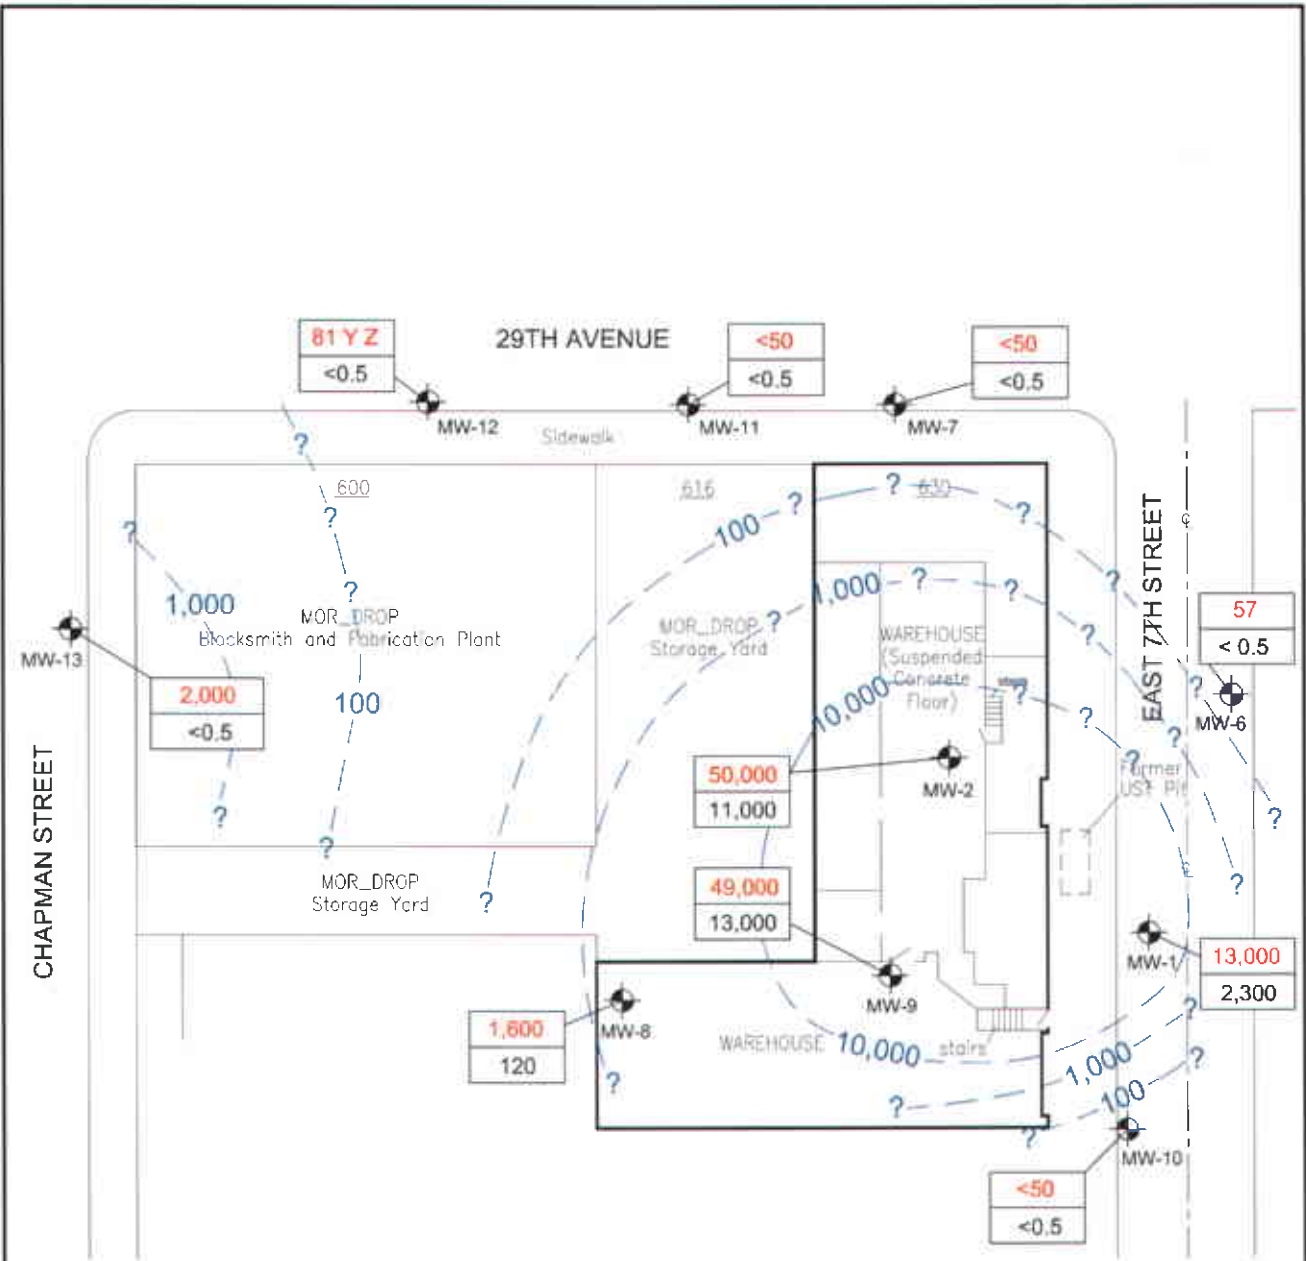 81 Y Z
<0.5
MW-12
29TH AVENUE
<50
<0.5
MW-11
<50
<0.5
MW-7
Sidewalk
600
616
630
?
?
?
?
?
?
?
100
1,000
?
?
?
?
1,000
MOR_DROP
Blacksmith and Fabrication Plant
MOR_DROP
Storage Yard
?
WAREHOUSE
(Suspended
Concrete
Floor)
?
EAST 7TH STREET
57
< 0.5
MW-6
MW-13
2,000
<0.5
100
10,000
?
?
?
?
?
Former
UST Pit
50,000
11,000
MW-2
CHAPMAN STREET
?
?
?
MOR_DROP
Storage Yard
?
?
49,000
13,000
MW-9
MW-1
13,000
2,300
1,600
120
MW-8
WAREHOUSE
10,000
stairs
?
1,000
?
?
?
100
?
MW-10
<50
<0.5